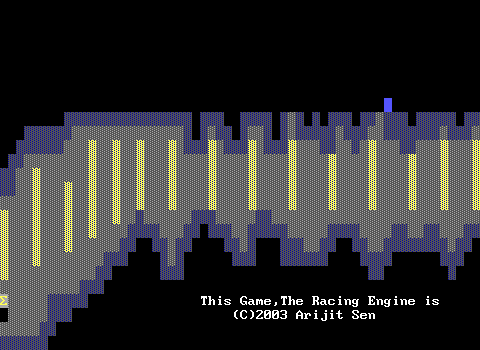 Σ
This Game,The Racing Engine is
(C)2003 Arijit Sen